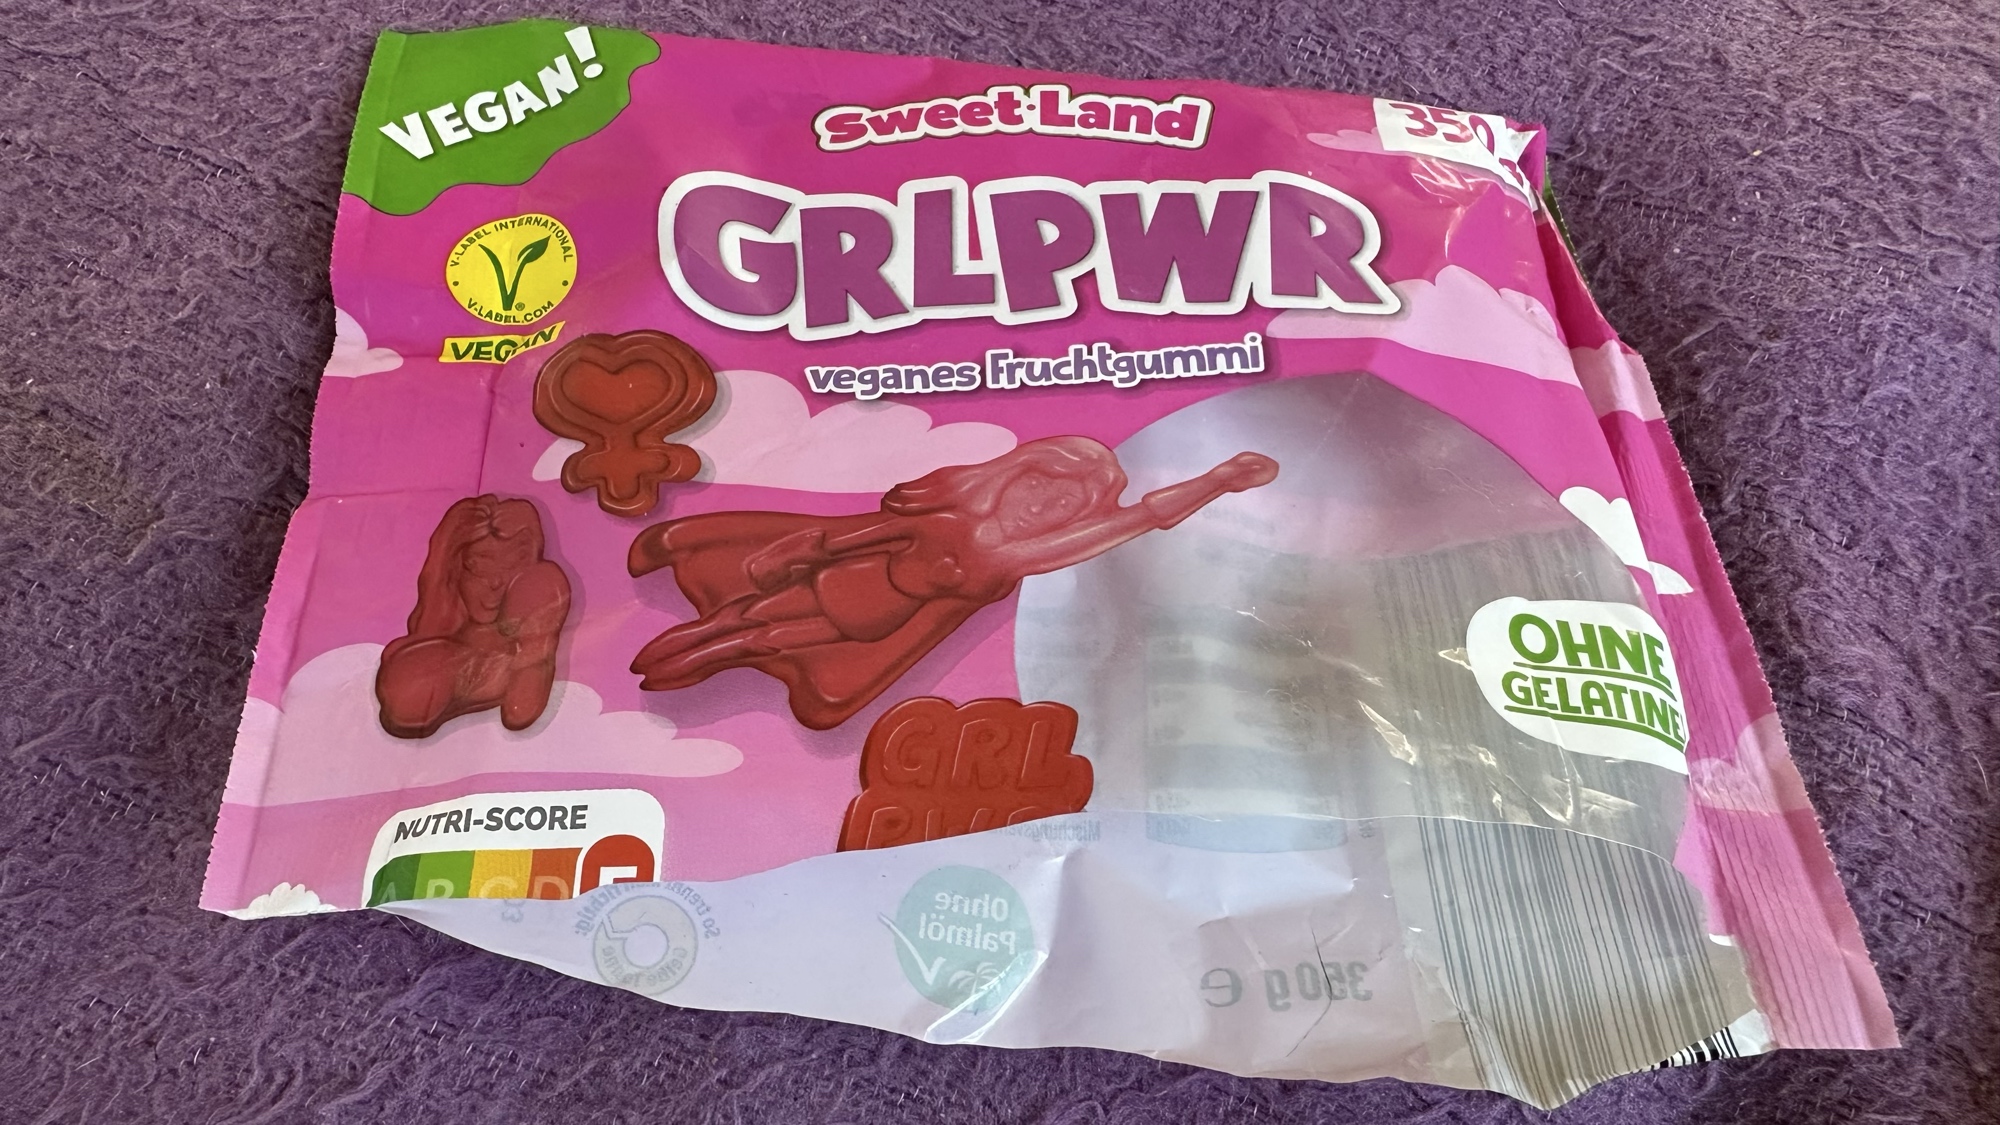 VEGAN!
Sweet·Land
350
GRLPWR
veganes Fruchtgummi
V-LABEL INTERNATIONAL
V-LABEL.COM
VEGAN
OHNE
GELATINE
GRL
PWR
NUTRI-SCORE
A B C D E
Ohne
Palmöl
350 g e